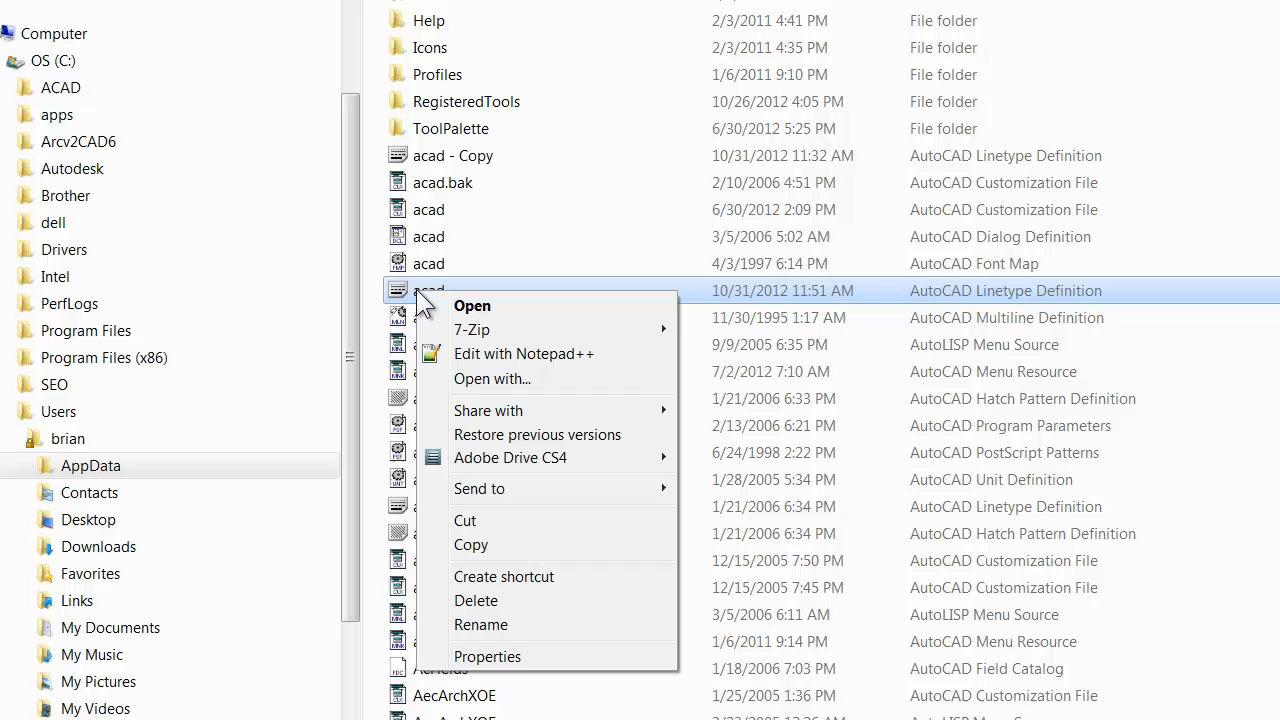 Computer
OS (C:)
ACAD
apps
Arcv2CAD6
Autodesk
Brother
dell
Drivers
Intel
PerfLogs
Program Files
Program Files (x86)
SEO
Users
brian
AppData
Contacts
Desktop
Downloads
Favorites
Links
My Documents
My Music
My Pictures
My Videos
Help 2/3/2011 4:41 PM File folder
Icons 2/3/2011 4:35 PM File folder
Profiles 1/6/2011 9:10 PM File folder
RegisteredTools 10/26/2012 4:05 PM File folder
ToolPalette 6/30/2012 5:25 PM File folder
acad - Copy 10/31/2012 11:32 AM AutoCAD Linetype Definition
acad.bak 2/10/2006 4:51 PM AutoCAD Customization File
acad 6/30/2012 2:09 PM AutoCAD Customization File
acad 3/5/2006 5:02 AM AutoCAD Dialog Definition
acad 4/3/1997 6:14 PM AutoCAD Font Map
acad 10/31/2012 11:51 AM AutoCAD Linetype Definition
11/30/1995 1:17 AM AutoCAD Multiline Definition
9/9/2005 6:35 PM AutoLISP Menu Source
7/2/2012 7:10 AM AutoCAD Menu Resource
1/21/2006 6:33 PM AutoCAD Hatch Pattern Definition
2/13/2006 6:21 PM AutoCAD Program Parameters
6/24/1998 2:22 PM AutoCAD PostScript Patterns
1/28/2005 5:34 PM AutoCAD Unit Definition
1/21/2006 6:34 PM AutoCAD Linetype Definition
1/21/2006 6:34 PM AutoCAD Hatch Pattern Definition
12/15/2005 7:50 PM AutoCAD Customization File
12/15/2005 7:45 PM AutoCAD Customization File
3/5/2006 6:11 AM AutoLISP Menu Source
1/6/2011 9:14 PM AutoCAD Menu Resource
1/18/2006 7:03 PM AutoCAD Field Catalog
AecArchXOE 1/25/2005 1:36 PM AutoCAD Customization File
Open
7-Zip
Edit with Notepad++
Open with...
Share with
Restore previous versions
Adobe Drive CS4
Send to
Cut
Copy
Create shortcut
Delete
Rename
Properties